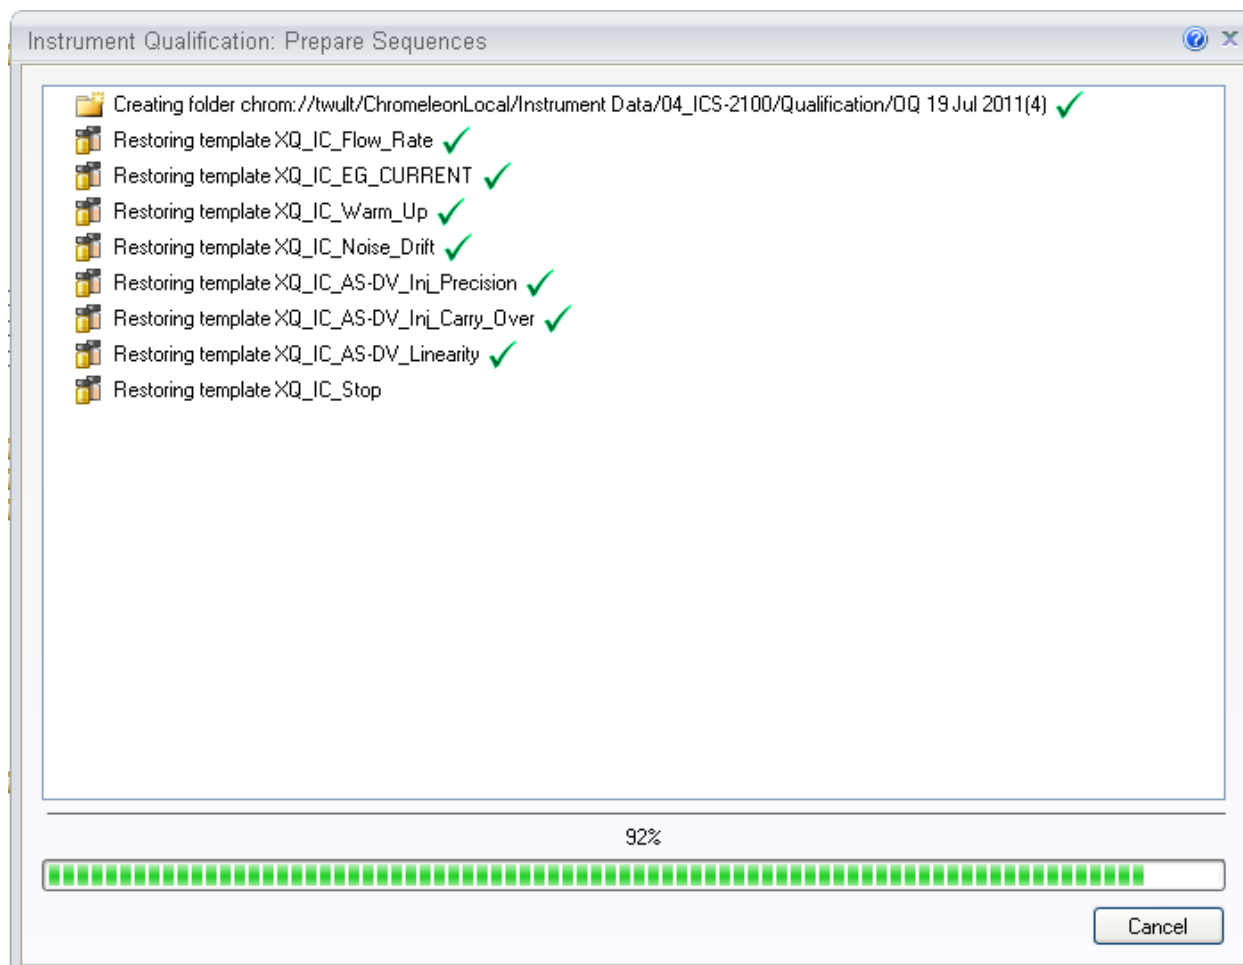 Instrument Qualification: Prepare Sequences
Creating folder chrom://twult/ChromeleonLocal/Instrument Data/04_ICS-2100/Qualification/OQ 19 Jul 2011(4)
Restoring template XQ_IC_Flow_Rate
Restoring template XQ_IC_EG_CURRENT
Restoring template XQ_IC_Warm_Up
Restoring template XQ_IC_Noise_Drift
Restoring template XQ_IC_AS-DV_Inj_Precision
Restoring template XQ_IC_AS-DV_Inj_Carry_Over
Restoring template XQ_IC_AS-DV_Linearity
Restoring template XQ_IC_Stop
92%
Cancel